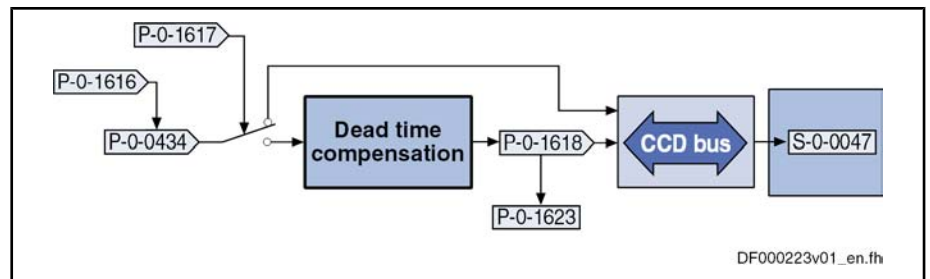 P-0-1617
P-0-1616
P-0-0434
Dead time
compensation
P-0-1618
CCD bus
S-0-0047
P-0-1623
DF000223v01_en.fh